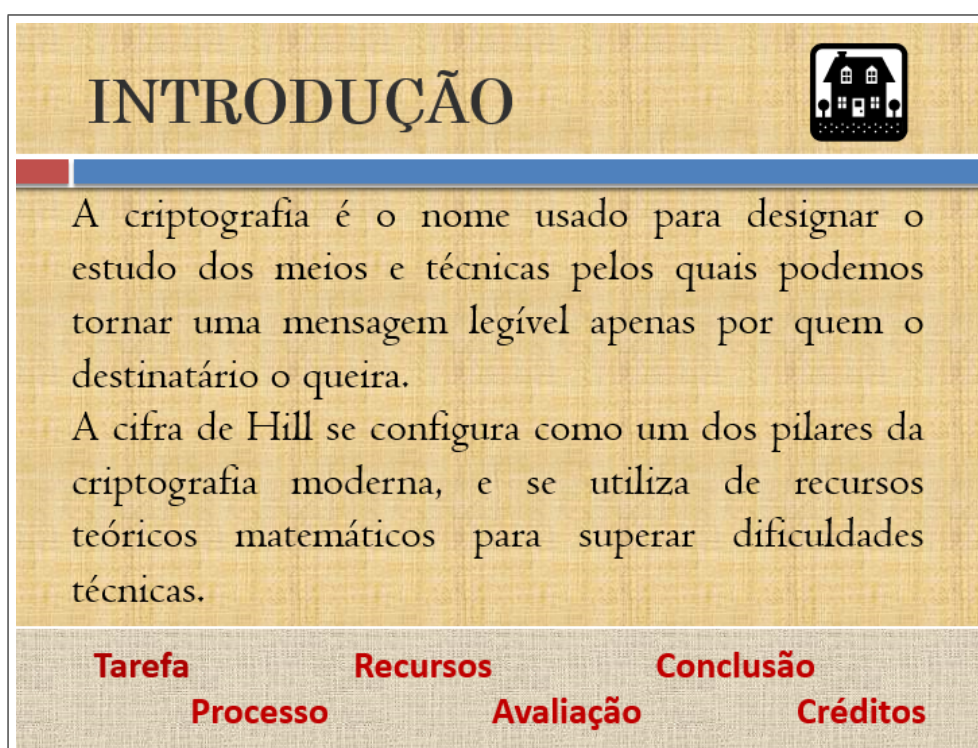 INTRODUÇÃO
A criptografia é o nome usado para designar o
estudo dos meios e técnicas pelos quais podemos
tornar uma mensagem legível apenas por quem o
destinatário o queira.
A cifra de Hill se configura como um dos pilares da
criptografia moderna, e se utiliza de recursos
teóricos matemáticos para superar dificuldades
técnicas.
Tarefa Recursos Conclusão
Processo Avaliação Créditos